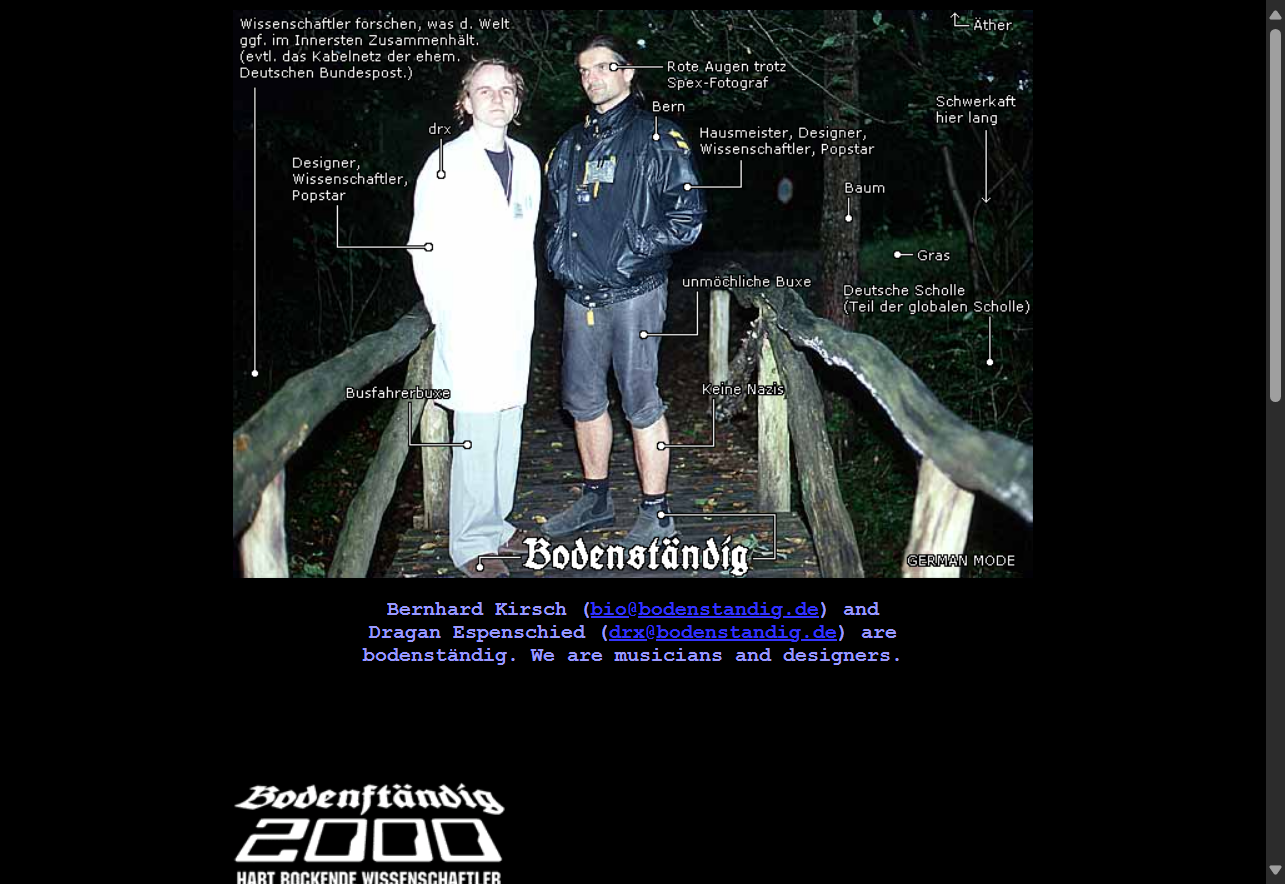 Wissenschaftler forschen, was d. Welt
ggf. im Innersten Zusammenhält.
(evtl. das Kabelnetz der ehem.
Deutschen Bundespost.)
Äther
Rote Augen trotz
Spex-Fotograf
Bern
Schwerkaft
hier lang
drx
Hausmeister, Designer,
Wissenschaftler, Popstar
Designer,
Wissenschaftler,
Popstar
Baum
Gras
unmöchliche Buxe
Deutsche Scholle
(Teil der globalen Scholle)
Busfahrerbuxe
Keine Nazis
Bodenständig
GERMAN MODE
Bernhard Kirsch (bio@bodenstandig.de) and
Dragan Espenschied (drx@bodenstandig.de) are
bodenständig. We are musicians and designers.
Bodenſtändig
2000
HART ROCKENDE WISSENSCHAFTLER